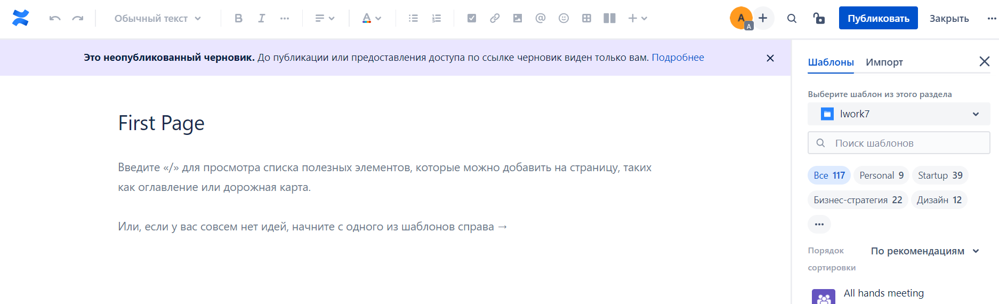 Обычный текст
B I
A
A A
Публиковать
Закрыть
Это неопубликованный черновик. До публикации или предоставления доступа по ссылке черновик виден только вам. Подробнее
First Page
Введите «/» для просмотра списка полезных элементов, которые можно добавить на страницу, таких
как оглавление или дорожная карта.
Или, если у вас совсем нет идей, начните с одного из шаблонов справа →
Шаблоны Импорт
Выберите шаблон из этого раздела
lwork7
Поиск шаблонов
Все 117 Personal 9 Startup 39
Бизнес-стратегия 22 Дизайн 12
Порядок
сортировки
По рекомендациям
All hands meeting